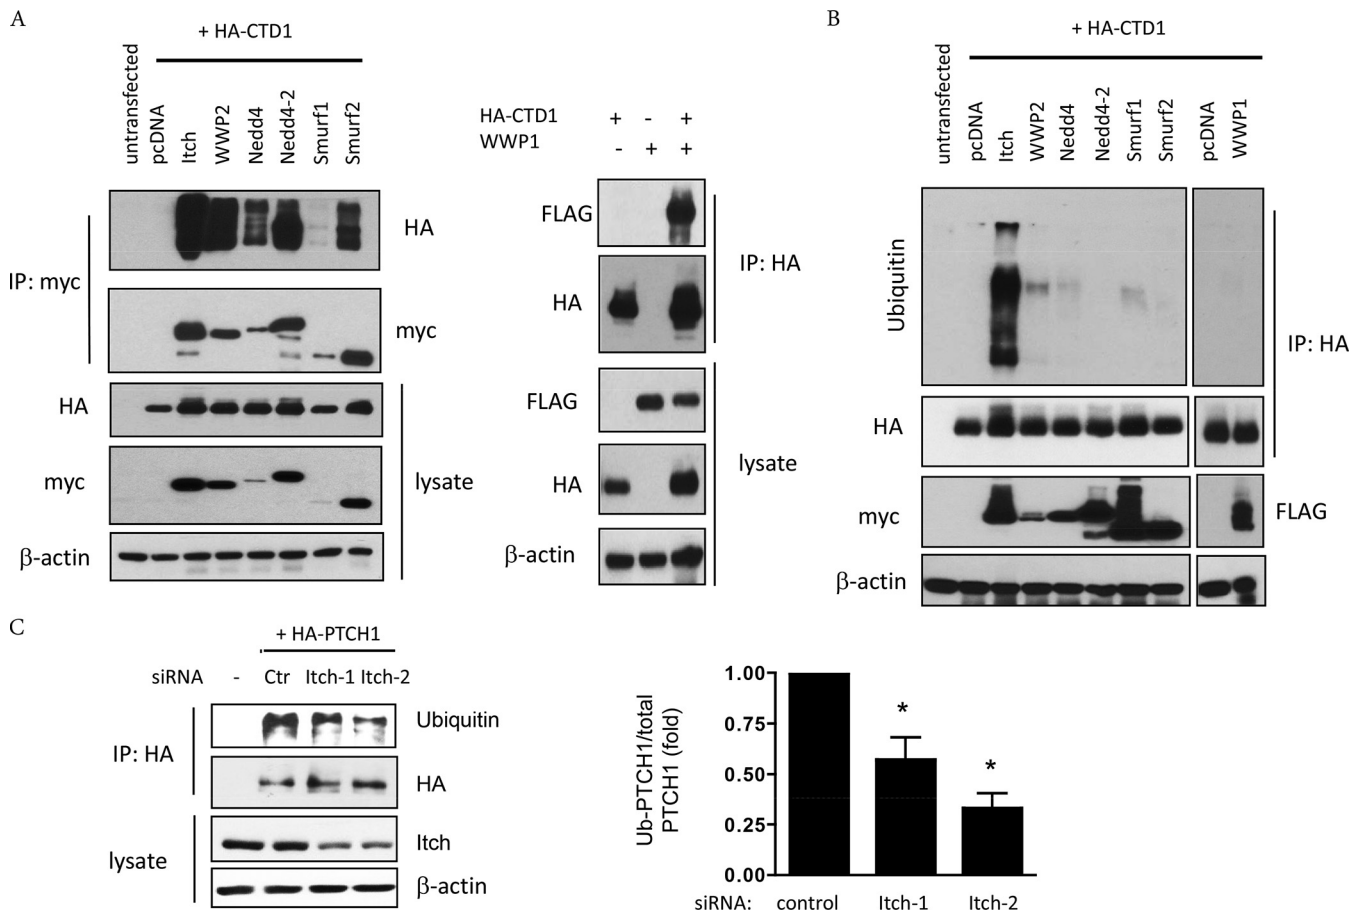 A
+ HA-CTD1
untransfected
pcDNA
Itch
WWP2
Nedd4
Nedd4-2
Smurf1
Smurf2
IP: myc
HA
myc
HA
myc
β-actin
lysate
HA-CTD1 + - +
WWP1 - + +
FLAG
HA
IP: HA
FLAG
HA
β-actin
lysate
B
+ HA-CTD1
untransfected
pcDNA
Itch
WWP2
Nedd4
Nedd4-2
Smurf1
Smurf2
pcDNA
WWP1
Ubiquitin
HA
IP: HA
myc
FLAG
β-actin
C
+ HA-PTCH1
siRNA - Ctr Itch-1 Itch-2
IP: HA
Ubiquitin
HA
lysate
Itch
β-actin
Ub-PTCH1/total
PTCH1 (fold)
1.00
0.75
0.50
0.25
0.00
*
*
siRNA: control Itch-1 Itch-2